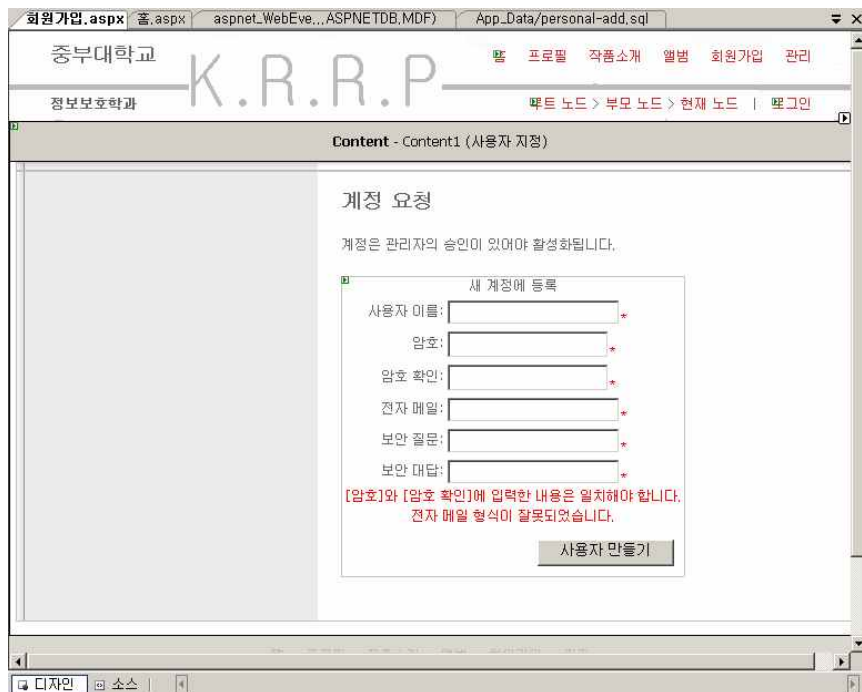 회원가입.aspx 홈.aspx aspnet_WebEve...ASPNETDB.MDF) App_Data/personal-add.sql
중부대학교
K.R.R.P
홈 프로필 작품소개 앨범 회원가입 관리
정보보호학과
루트 노드 > 부모 노드 > 현재 노드 | 로그인
Content - Content1 (사용자 지정)
계정 요청
계정은 관리자의 승인이 있어야 활성화됩니다.
새 계정에 등록
사용자 이름: *
암호: *
암호 확인: *
전자 메일: *
보안 질문: *
보안 대답: *
[암호]와 [암호 확인]에 입력한 내용은 일치해야 합니다.
전자 메일 형식이 잘못되었습니다.
사용자 만들기
디자인 소스